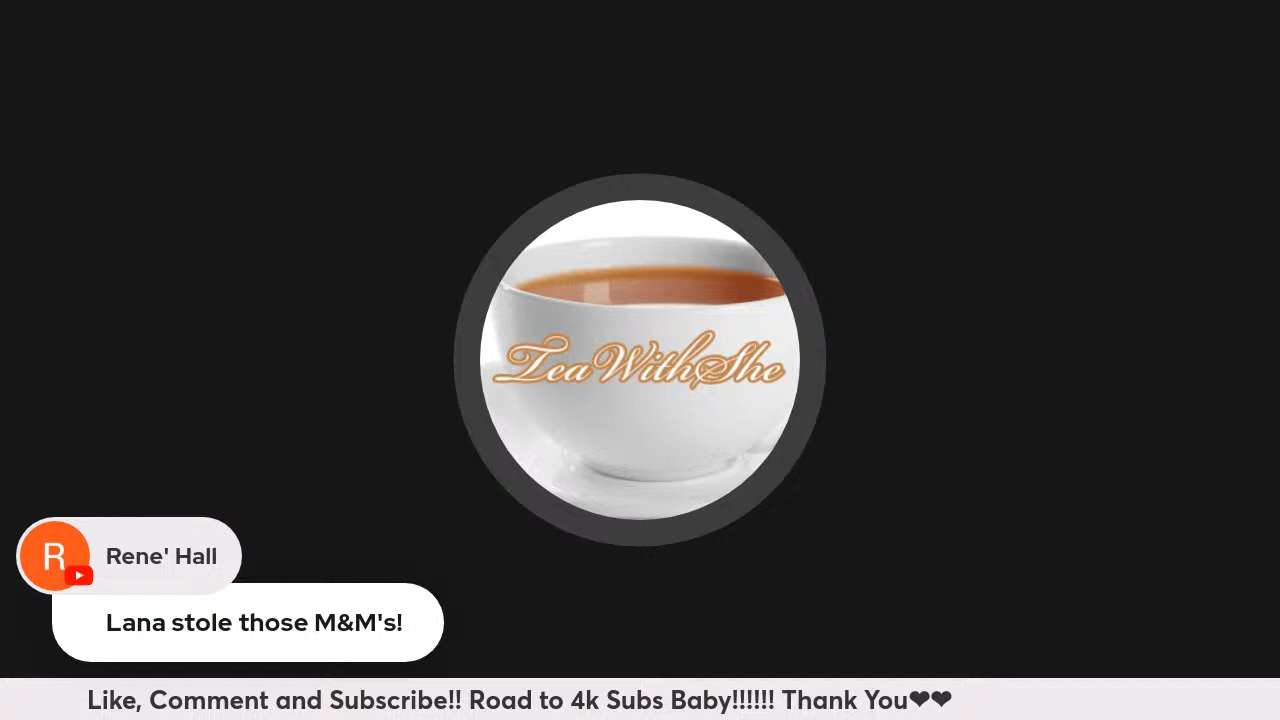 TeaWithShe
R
Rene' Hall
Lana stole those M&M's!
Like, Comment and Subscribe!! Road to 4k Subs Baby!!!!!! Thank You❤❤